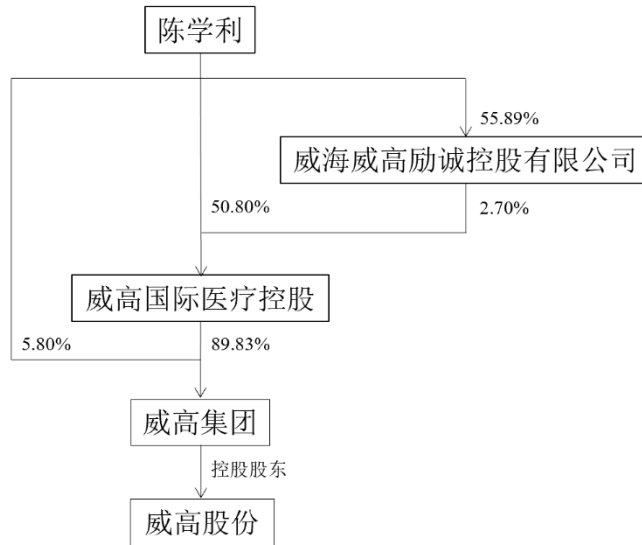 陈学利
55.89%
威海威高励诚控股有限公司
50.80%
2.70%
威高国际医疗控股
5.80%
89.83%
威高集团
控股股东
威高股份